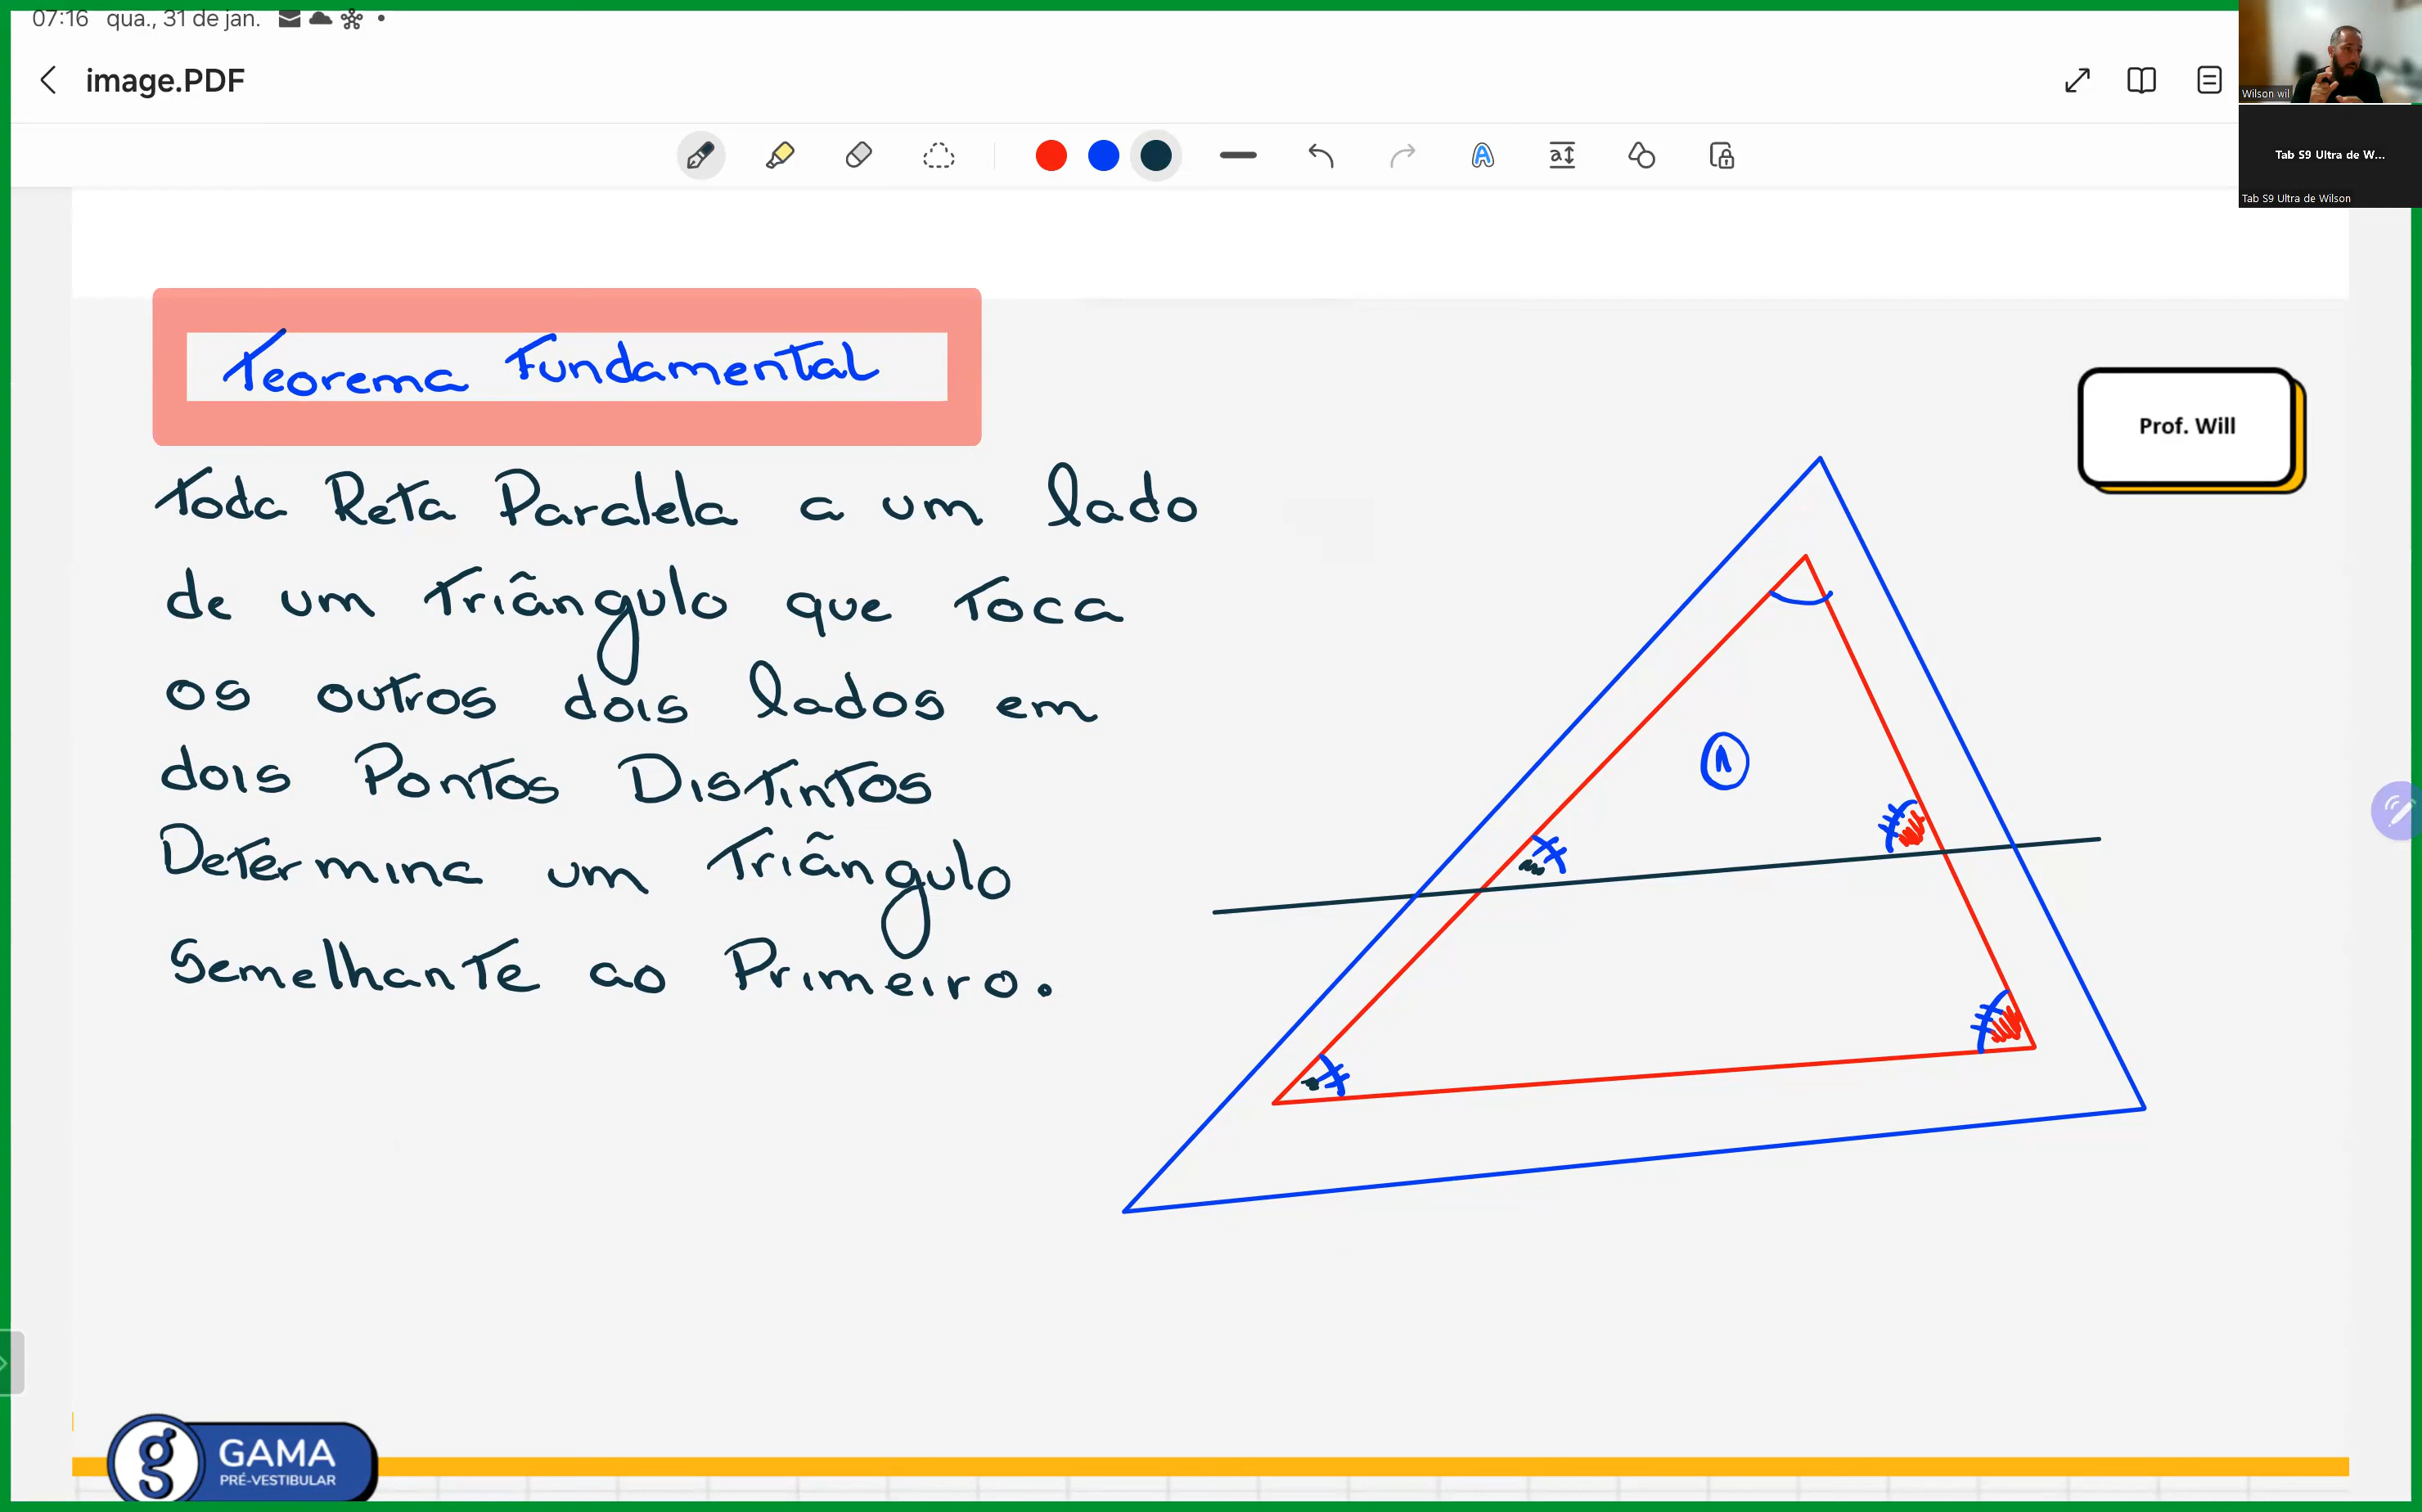 07:16 qua., 31 de jan.
image.PDF
Wilson wil
Tab S9 Ultra de W...
Tab S9 Ultra de Wilson
Teorema Fundamental
Prof. Will
Toda Reta Paralela a um lado
de um Triângulo que Toca
os outros dois lados em
dois Pontos Distintos
Determina um Triângulo
Semelhante ao Primeiro.
1
GAMA
PRÉ-VESTIBULAR